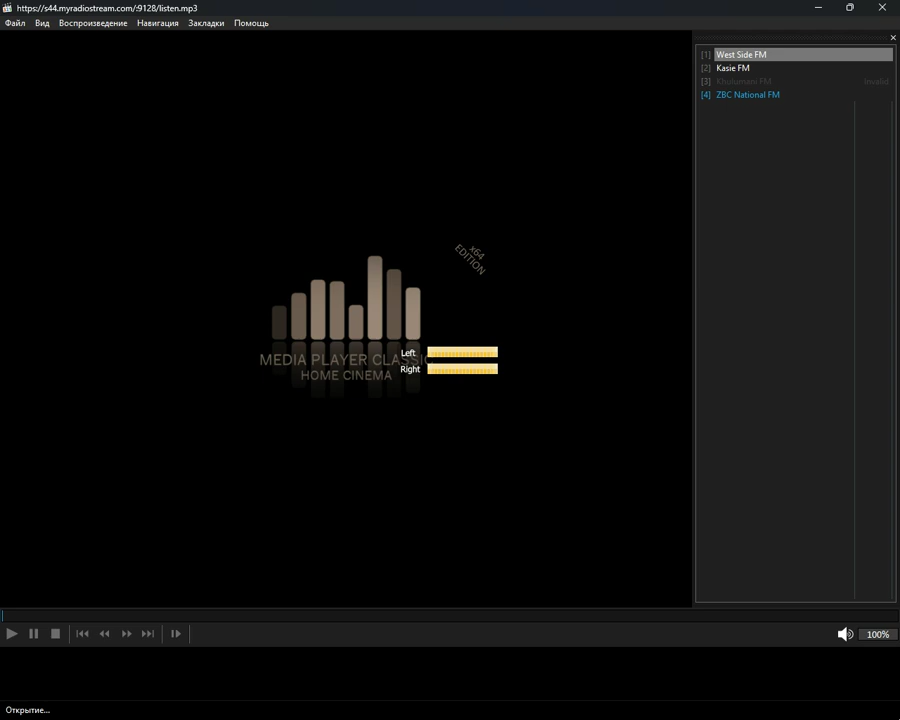 https://s44.myradiostream.com/:9128/listen.mp3
Файл Вид Воспроизведение Навигация Закладки Помощь
[1] West Side FM
[2] Kasie FM
[3] Khulumani FM Invalid
[4] ZBC National FM
x64
EDITION
MEDIA PLAYER CLASSIC
HOME CINEMA
Left
Right
100%
Открытие...